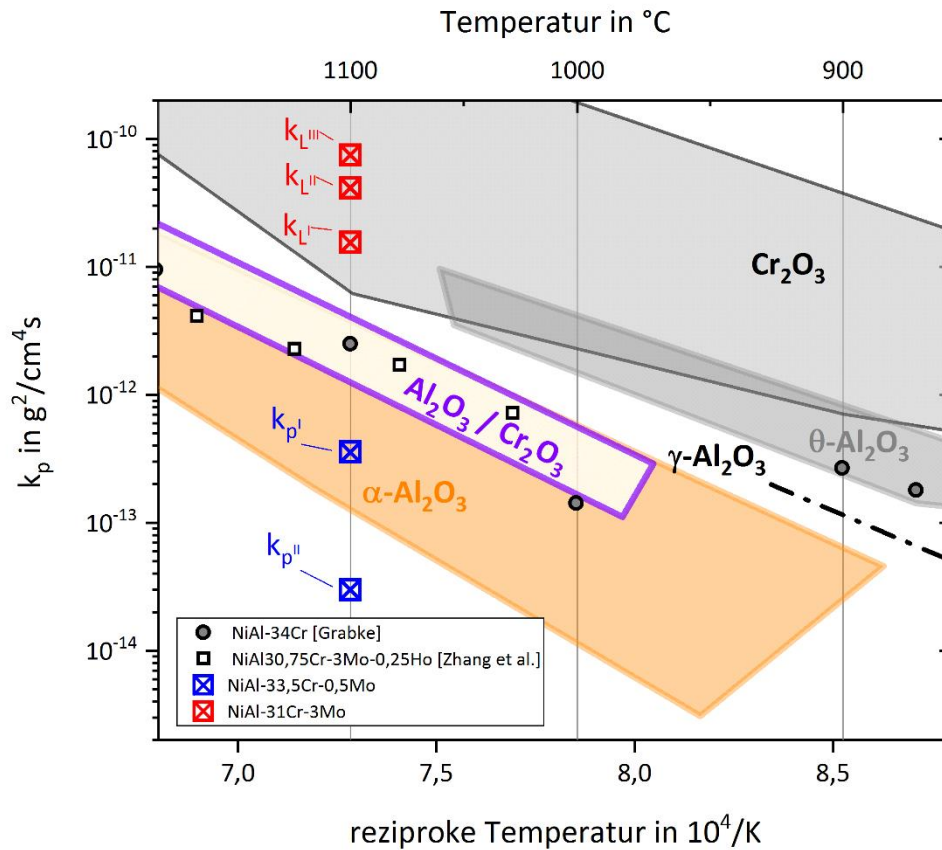 Temperatur in °C
1100 1000 900
10⁻¹⁰
10⁻¹¹
10⁻¹²
10⁻¹³
10⁻¹⁴
k_p in g²/cm⁴s
k_L^III
k_L^II
k_L^I
Cr₂O₃
Al₂O₃ / Cr₂O₃
k_p^I
θ-Al₂O₃
γ-Al₂O₃
α-Al₂O₃
k_p^II
NiAl-34Cr [Grabke]
NiAl30,75Cr-3Mo-0,25Ho [Zhang et al.]
NiAl-33,5Cr-0,5Mo
NiAl-31Cr-3Mo
7,0 7,5 8,0 8,5
reziproke Temperatur in 10⁴/K